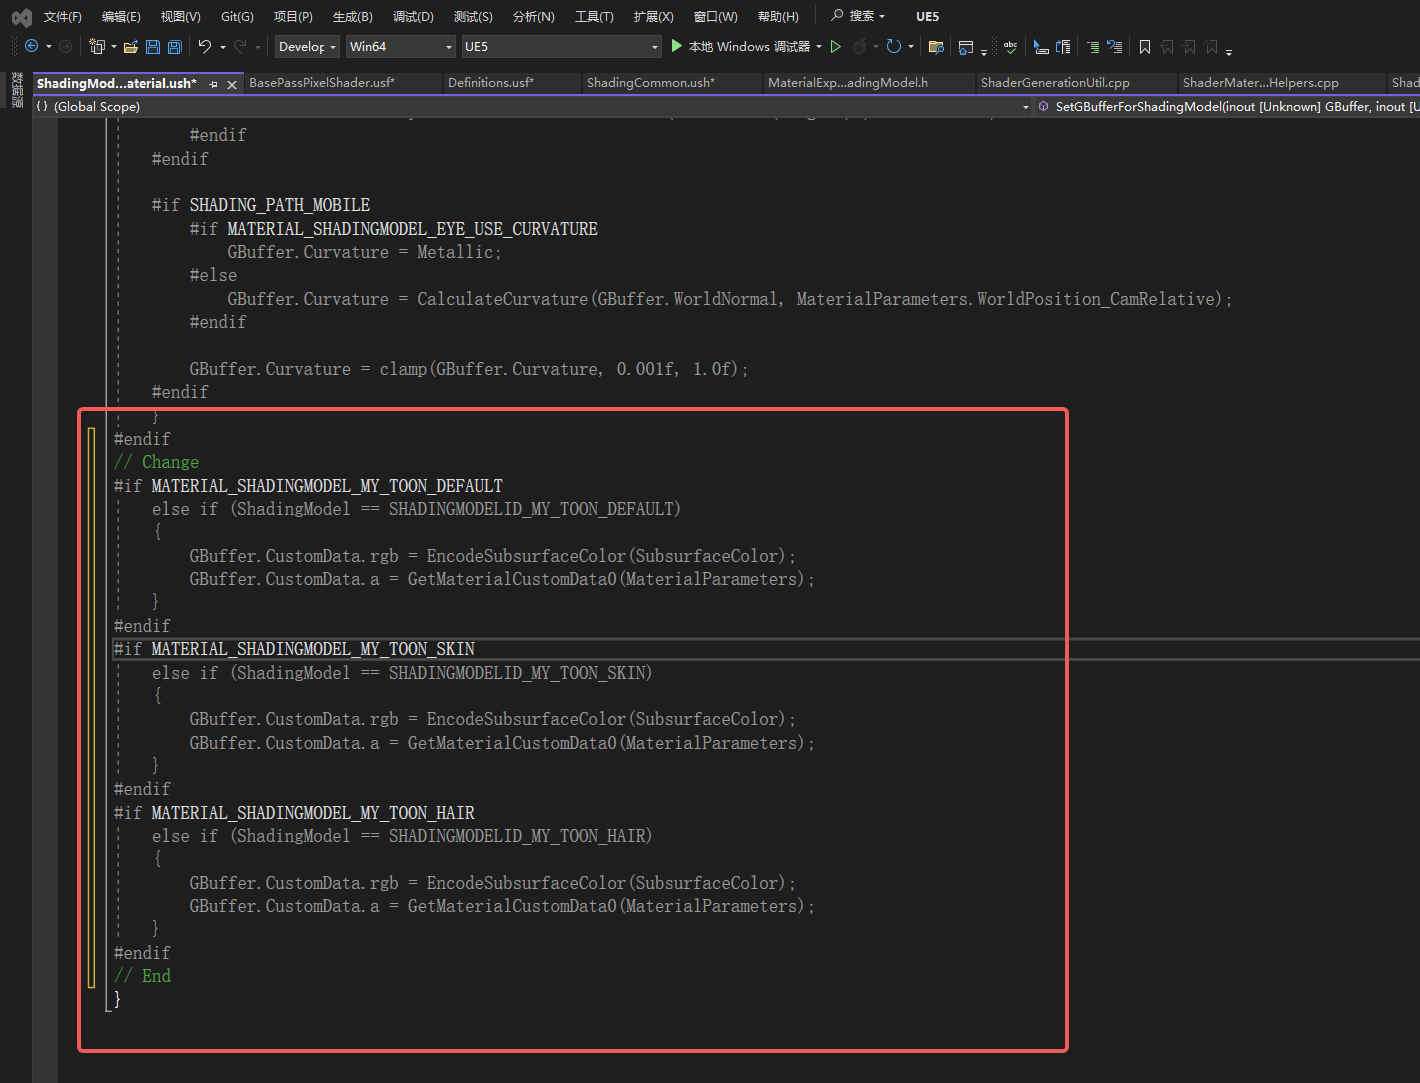 文件(F) 编辑(E) 视图(V) Git(G) 项目(P) 生成(B) 调试(D) 测试(S) 分析(N) 工具(T) 扩展(X) 窗口(W) 帮助(H) 搜索 UE5
Develop Win64 UE5 本地 Windows 调试器
数据源
ShadingMod...aterial.ush* BasePassPixelShader.usf* Definitions.usf* ShadingCommon.ush* MaterialExp...adingModel.h ShaderGenerationUtil.cpp ShaderMater...Helpers.cpp Shad
{ } (Global Scope) SetGBufferForShadingModel(inout [Unknown] GBuffer, inout [U
#endif
#endif
#if SHADING_PATH_MOBILE
#if MATERIAL_SHADINGMODEL_EYE_USE_CURVATURE
GBuffer.Curvature = Metallic;
#else
GBuffer.Curvature = CalculateCurvature(GBuffer.WorldNormal, MaterialParameters.WorldPosition_CamRelative);
#endif
GBuffer.Curvature = clamp(GBuffer.Curvature, 0.001f, 1.0f);
#endif
}
#endif
// Change
#if MATERIAL_SHADINGMODEL_MY_TOON_DEFAULT
else if (ShadingModel == SHADINGMODELID_MY_TOON_DEFAULT)
{
GBuffer.CustomData.rgb = EncodeSubsurfaceColor(SubsurfaceColor);
GBuffer.CustomData.a = GetMaterialCustomData0(MaterialParameters);
}
#endif
#if MATERIAL_SHADINGMODEL_MY_TOON_SKIN
else if (ShadingModel == SHADINGMODELID_MY_TOON_SKIN)
{
GBuffer.CustomData.rgb = EncodeSubsurfaceColor(SubsurfaceColor);
GBuffer.CustomData.a = GetMaterialCustomData0(MaterialParameters);
}
#endif
#if MATERIAL_SHADINGMODEL_MY_TOON_HAIR
else if (ShadingModel == SHADINGMODELID_MY_TOON_HAIR)
{
GBuffer.CustomData.rgb = EncodeSubsurfaceColor(SubsurfaceColor);
GBuffer.CustomData.a = GetMaterialCustomData0(MaterialParameters);
}
#endif
// End
}